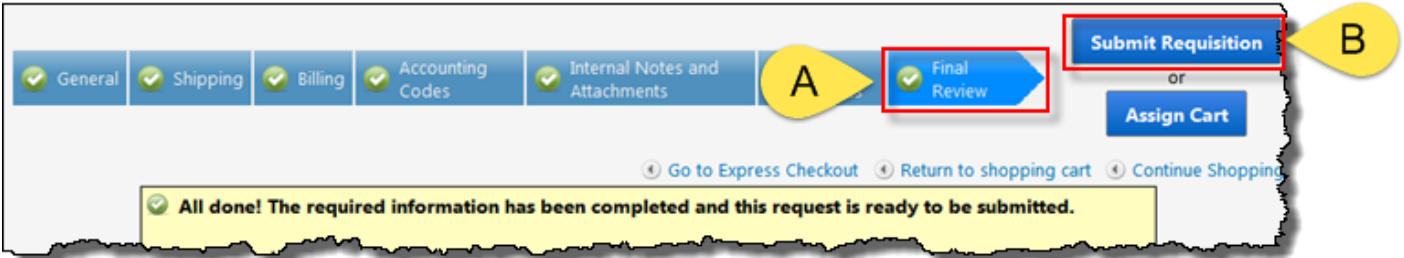 General
Shipping
Billing
Accounting
Codes
Internal Notes and
Attachments
A
Final
Review
Submit Requisition
B
or
Assign Cart
Go to Express Checkout
Return to shopping cart
Continue Shopping
All done! The required information has been completed and this request is ready to be submitted.